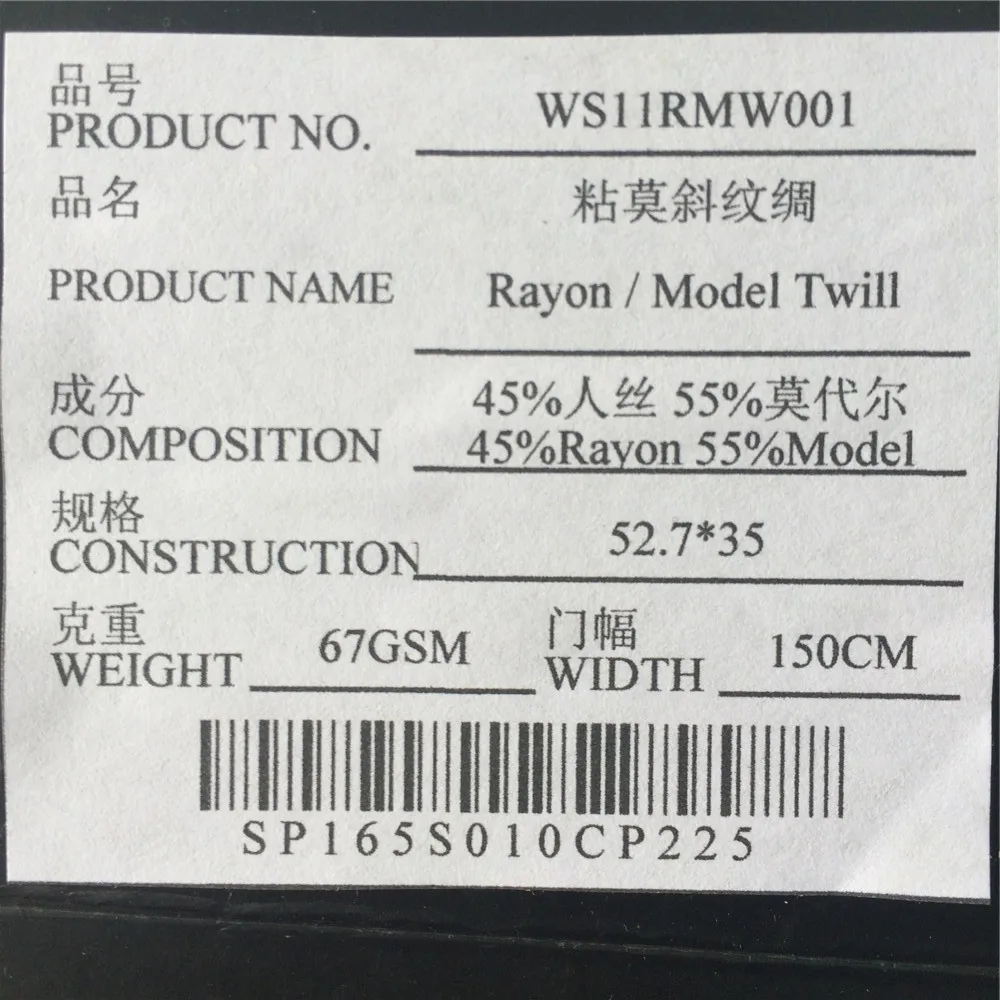 品号
PRODUCT NO. WS11RMW001
品名 粘莫斜纹绸
PRODUCT NAME Rayon / Model Twill
成分 45%人丝 55%莫代尔
COMPOSITION 45%Rayon 55%Model
规格
CONSTRUCTION 52.7*35
克重 门幅
WEIGHT 67GSM WIDTH 150CM
SP165S010CP225